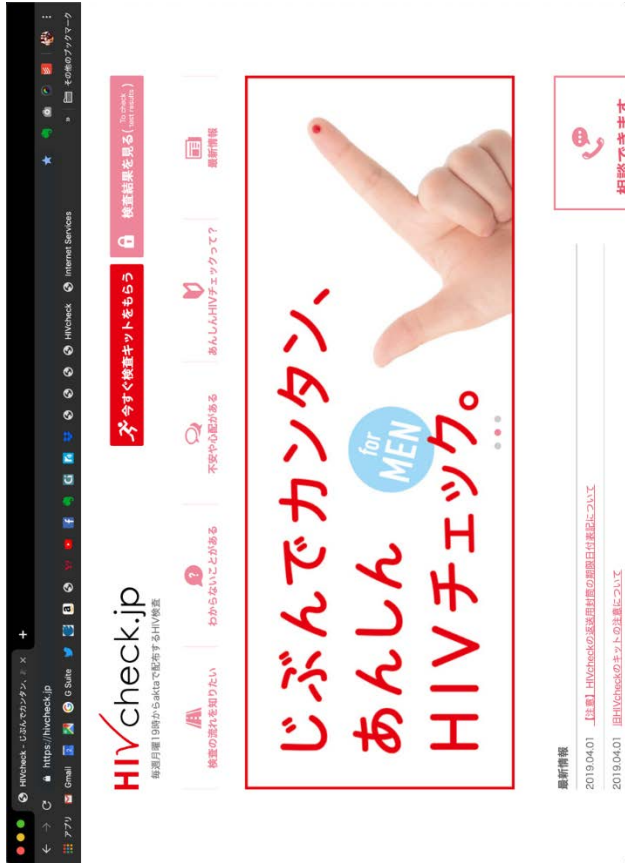 HIVcheck - じぶんでカンタン、
https://hivcheck.jp
アプリ Gmail G Suite HIVcheck Internet Services » その他のブックマーク
HIVcheck.jp
毎週月曜19時からaktaで配布するHIV検査
今すぐ検査キットをもらう
検査結果を見る( To check test results )
検査の流れを知りたい
わからないことがある
不安や心配がある
あんしんHIVチェックって?
最新情報
じぶんでカンタン、
あんしん
for
MEN
HIVチェック。
最新情報
2019.04.01 【注意】HIVcheckの返送用封筒の期限日付表記について
2019.04.01 旧HIVcheckのキットの注意について
相談できます